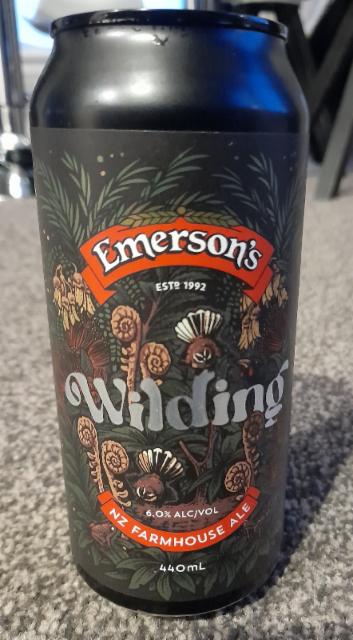 Emerson's
ESTD 1992
Wilding
6.0% ALC/VOL
NZ FARMHOUSE ALE
440mL